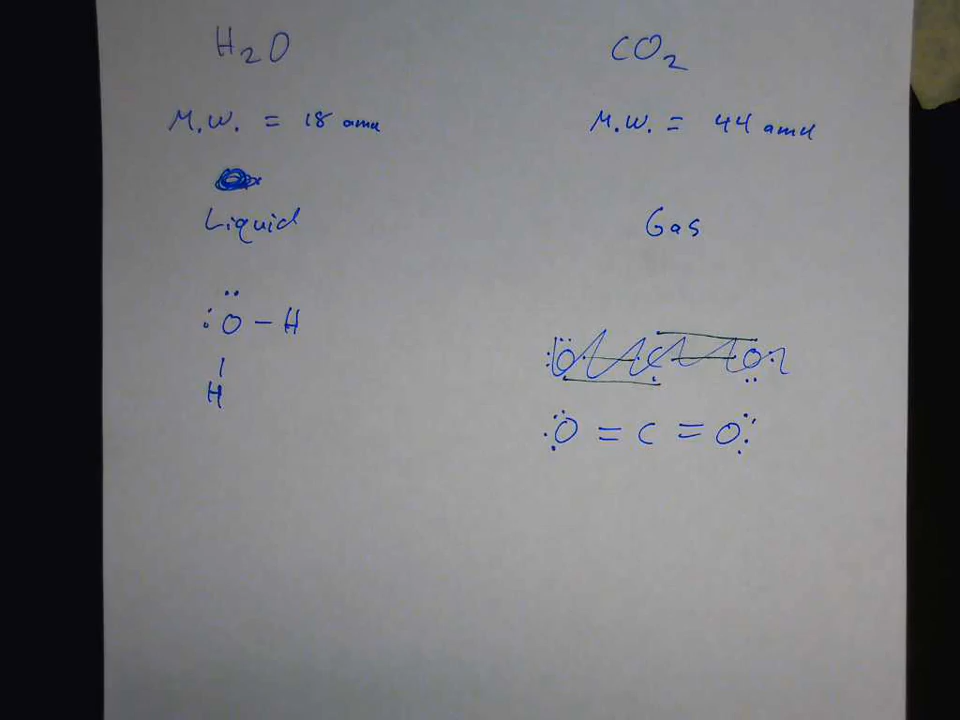 H₂O
CO₂
M.W. = 18 amu
M.W. = 44 amu
Liquid
Gas
:Ö – H
|
H
:Ö = C = Ö: